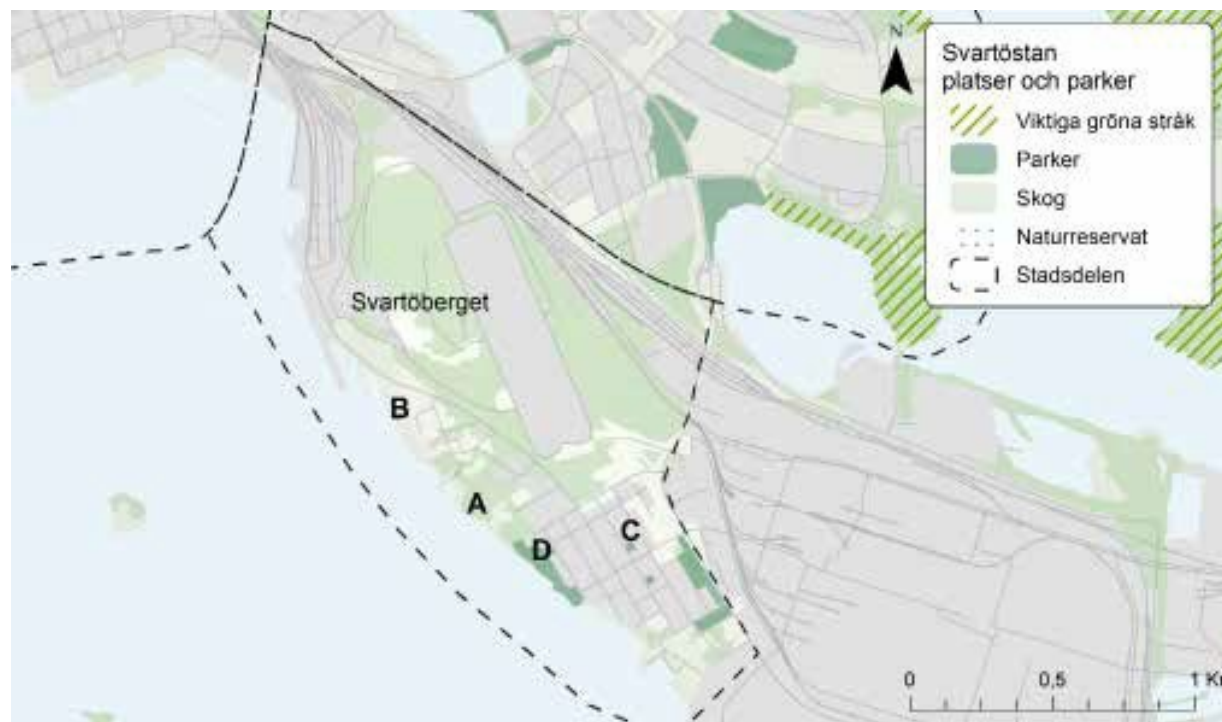 N
Svartöstan
platser och parker
Viktiga gröna stråk
Parker
Skog
Naturreservat
Stadsdelen
Svartöberget
B
A
C
D
0 0,5 1 K